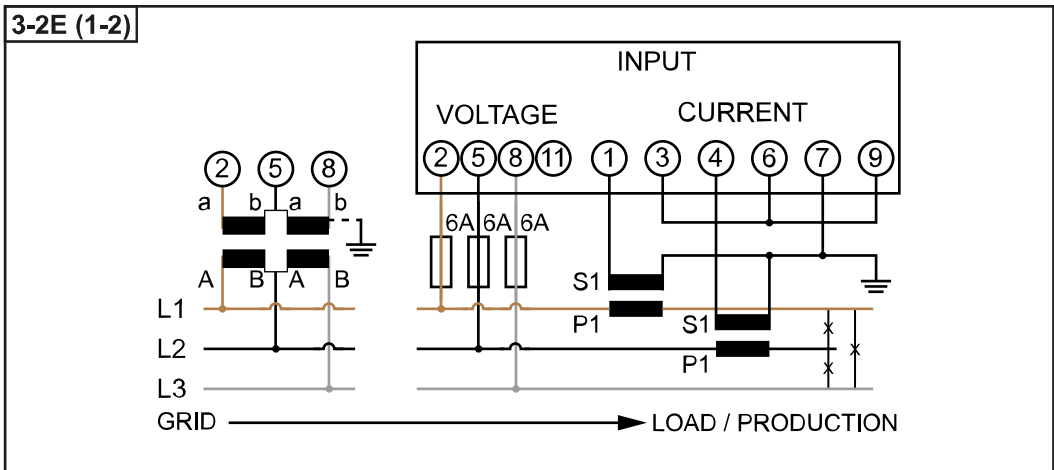 3-2E (1-2)
INPUT
VOLTAGE CURRENT
2 5 8 11 1 3 4 6 7 9
2 5 8
a b a b
6A 6A 6A
A B A B
S1
L1
P1 S1
L2
P1
L3
GRID LOAD / PRODUCTION